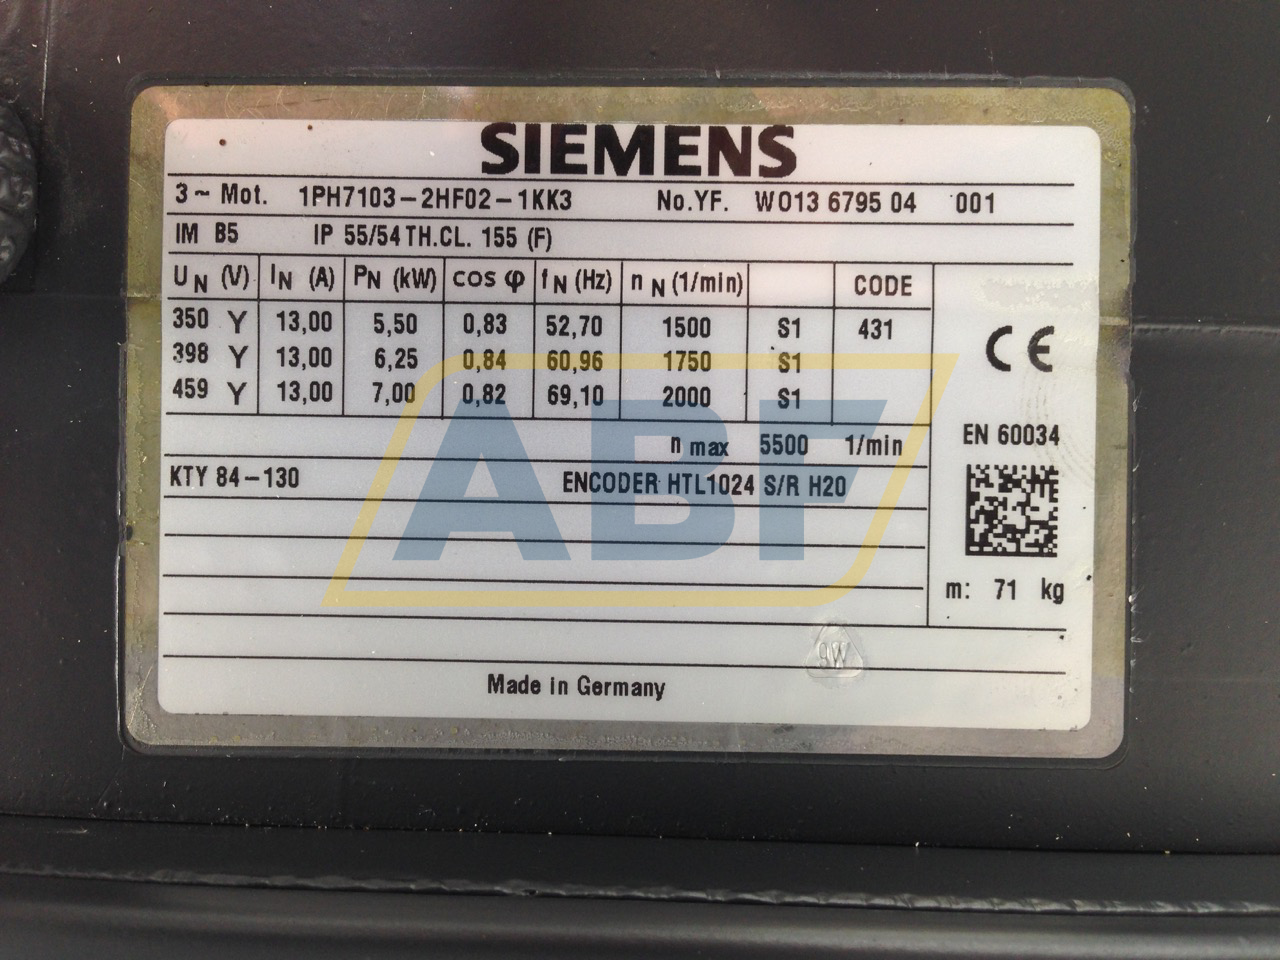 SIEMENS
3 ~ Mot. 1PH7103-2HF02-1KK3 No.YF. WO13 6795 04 001
IM B5 IP 55/54 TH.CL. 155 (F)
UN (V) IN (A) PN (kW) cos φ fN (Hz) nN (1/min) CODE
350 Y 13,00 5,50 0,83 52,70 1500 S1 431
398 Y 13,00 6,25 0,84 60,96 1750 S1
459 Y 13,00 7,00 0,82 69,10 2000 S1
CE
n max 5500 1/min
EN 60034
KTY 84-130 ENCODER HTL1024 S/R H20
ABF
m: 71 kg
9W
Made in Germany